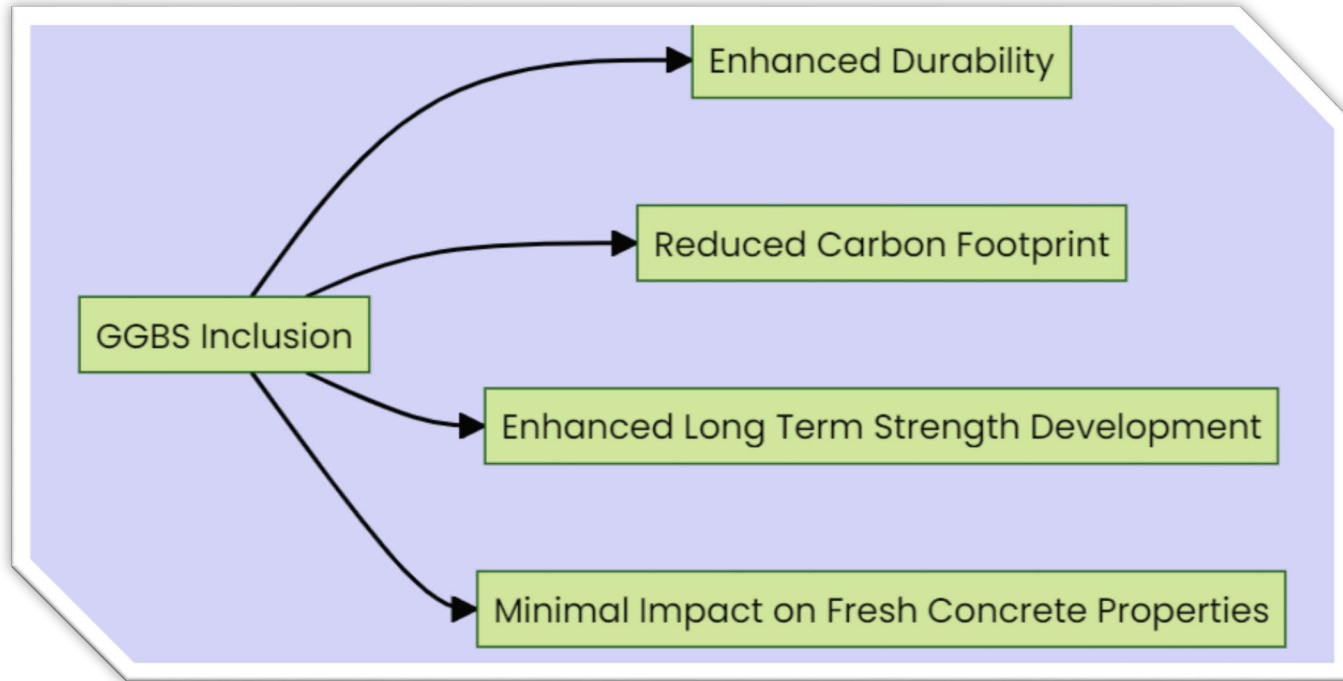 Enhanced Durability
Reduced Carbon Footprint
GGBS Inclusion
Enhanced Long Term Strength Development
Minimal Impact on Fresh Concrete Properties